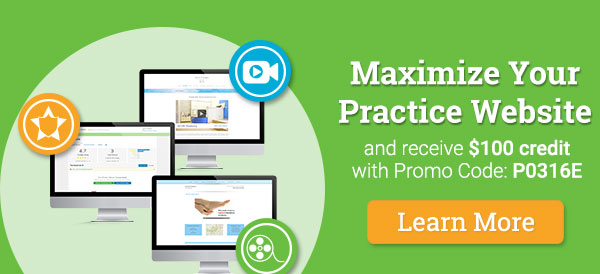 Maximize Your
Practice Website
and receive $100 credit
with Promo Code: P0316E
Learn More